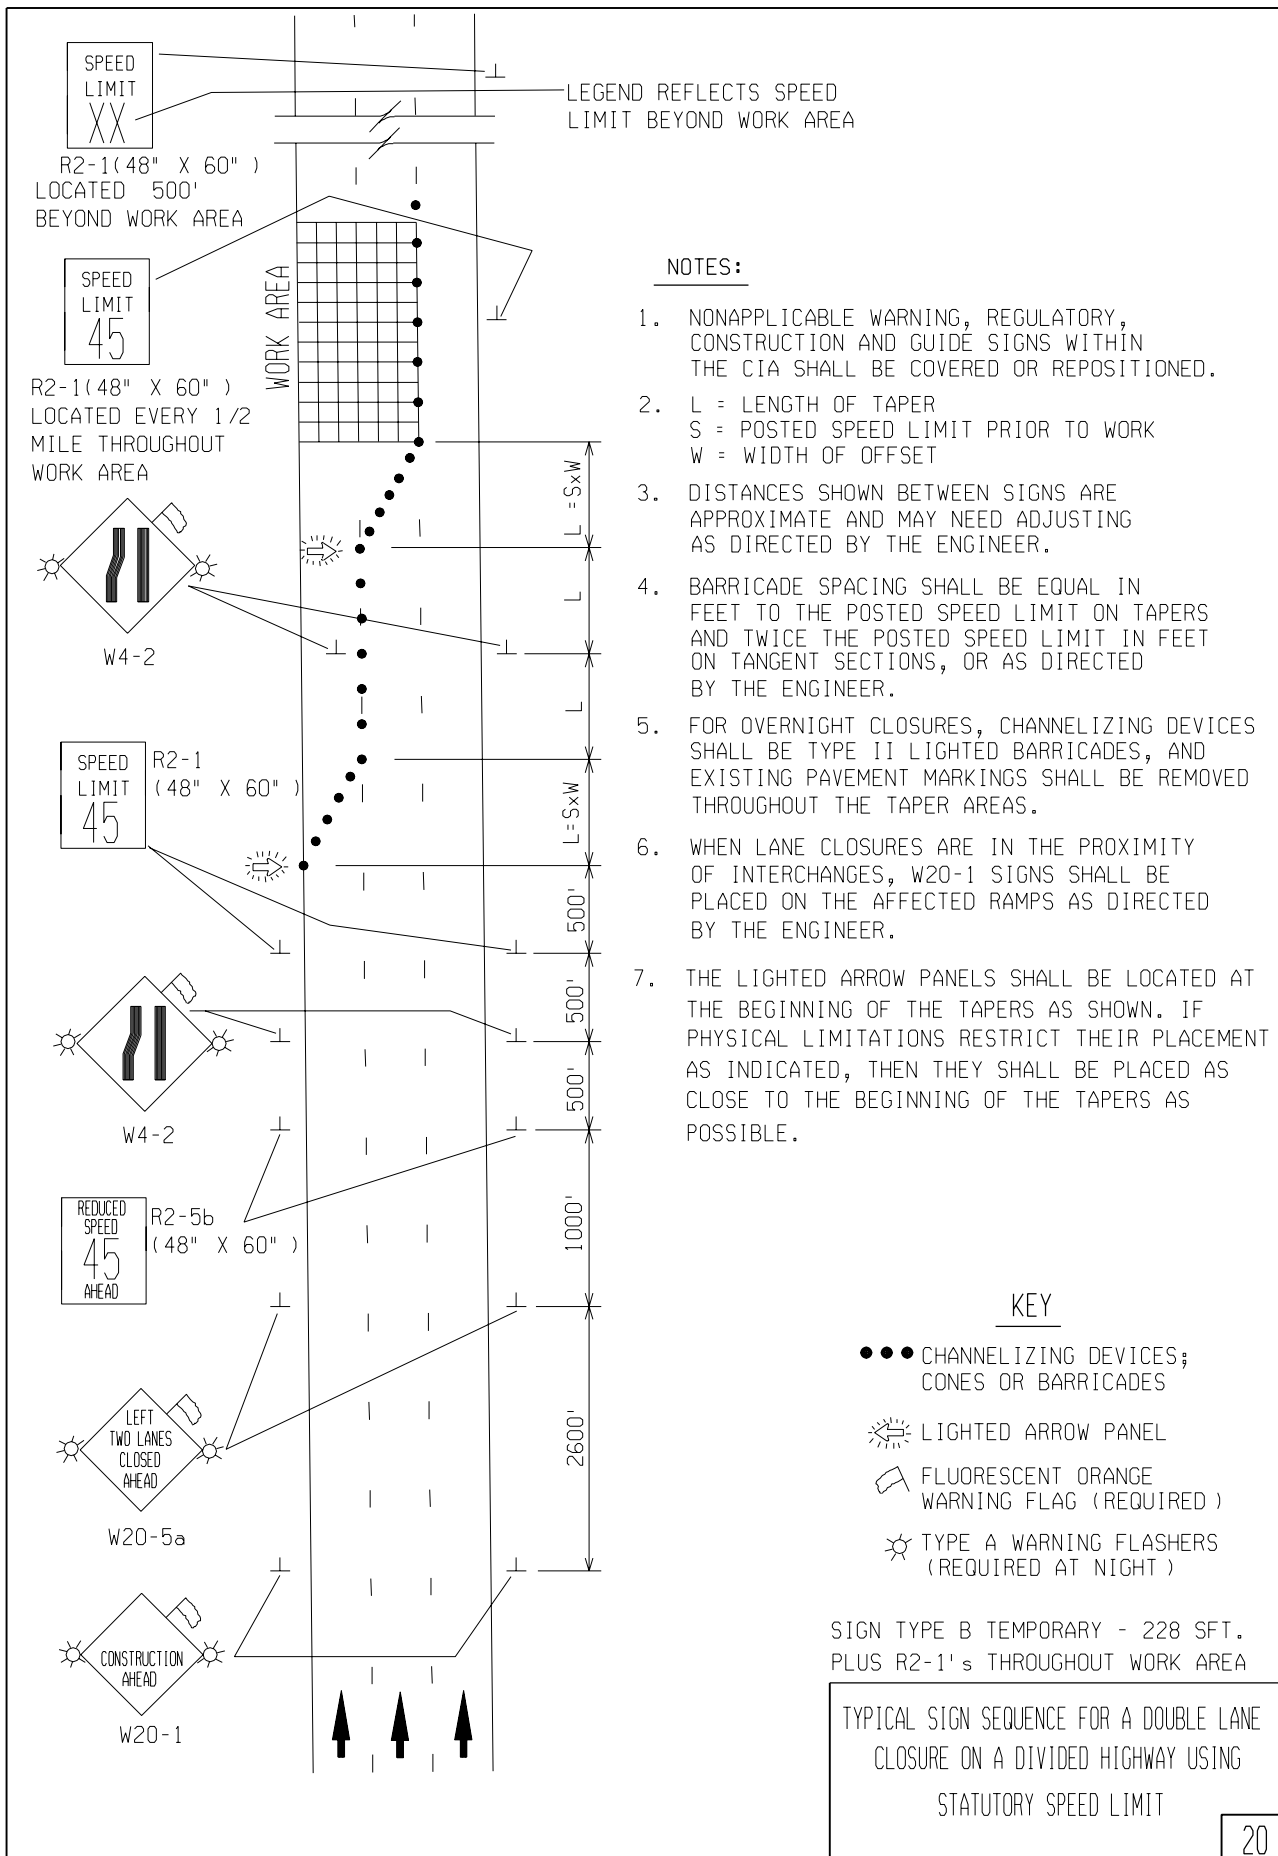 SPEED
LIMIT
XX
R2-1(48" X 60" )
LOCATED 500'
BEYOND WORK AREA
LEGEND REFLECTS SPEED
LIMIT BEYOND WORK AREA
SPEED
LIMIT
45
R2-1(48" X 60" )
LOCATED EVERY 1/2
MILE THROUGHOUT
WORK AREA
WORK AREA
W4-2
SPEED
LIMIT
45
R2-1
(48" X 60" )
W4-2
REDUCED
SPEED
45
AHEAD
R2-5b
(48" X 60" )
LEFT
TWO LANES
CLOSED
AHEAD
W20-5a
CONSTRUCTION
AHEAD
W20-1
L = SxW
L
L
L= SxW
500'
500'
500'
1000'
2600'
NOTES:
1. NONAPPLICABLE WARNING, REGULATORY,
CONSTRUCTION AND GUIDE SIGNS WITHIN
THE CIA SHALL BE COVERED OR REPOSITIONED.
2. L = LENGTH OF TAPER
S = POSTED SPEED LIMIT PRIOR TO WORK
W = WIDTH OF OFFSET
3. DISTANCES SHOWN BETWEEN SIGNS ARE
APPROXIMATE AND MAY NEED ADJUSTING
AS DIRECTED BY THE ENGINEER.
4. BARRICADE SPACING SHALL BE EQUAL IN
FEET TO THE POSTED SPEED LIMIT ON TAPERS
AND TWICE THE POSTED SPEED LIMIT IN FEET
ON TANGENT SECTIONS, OR AS DIRECTED
BY THE ENGINEER.
5. FOR OVERNIGHT CLOSURES, CHANNELIZING DEVICES
SHALL BE TYPE II LIGHTED BARRICADES, AND
EXISTING PAVEMENT MARKINGS SHALL BE REMOVED
THROUGHOUT THE TAPER AREAS.
6. WHEN LANE CLOSURES ARE IN THE PROXIMITY
OF INTERCHANGES, W20-1 SIGNS SHALL BE
PLACED ON THE AFFECTED RAMPS AS DIRECTED
BY THE ENGINEER.
7. THE LIGHTED ARROW PANELS SHALL BE LOCATED AT
THE BEGINNING OF THE TAPERS AS SHOWN. IF
PHYSICAL LIMITATIONS RESTRICT THEIR PLACEMENT
AS INDICATED, THEN THEY SHALL BE PLACED AS
CLOSE TO THE BEGINNING OF THE TAPERS AS
POSSIBLE.
KEY
CHANNELIZING DEVICES;
CONES OR BARRICADES
LIGHTED ARROW PANEL
FLUORESCENT ORANGE
WARNING FLAG (REQUIRED )
TYPE A WARNING FLASHERS
(REQUIRED AT NIGHT )
SIGN TYPE B TEMPORARY - 228 SFT.
PLUS R2-1's THROUGHOUT WORK AREA
TYPICAL SIGN SEQUENCE FOR A DOUBLE LANE
CLOSURE ON A DIVIDED HIGHWAY USING
STATUTORY SPEED LIMIT
20